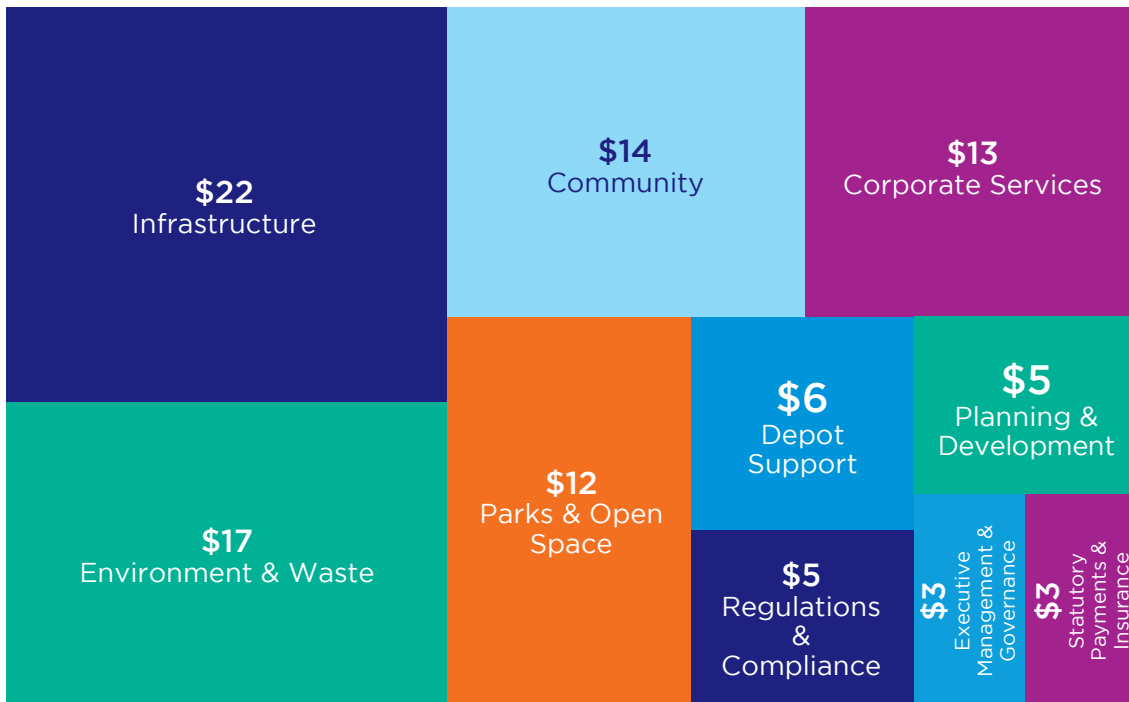 $22
Infrastructure
$14
Community
$13
Corporate Services
$17
Environment & Waste
$12
Parks & Open
Space
$6
Depot
Support
$5
Planning &
Development
$5
Regulations
&
Compliance
$3
Executive
Management &
Governance
$3
Statutory
Payments &
Insurance